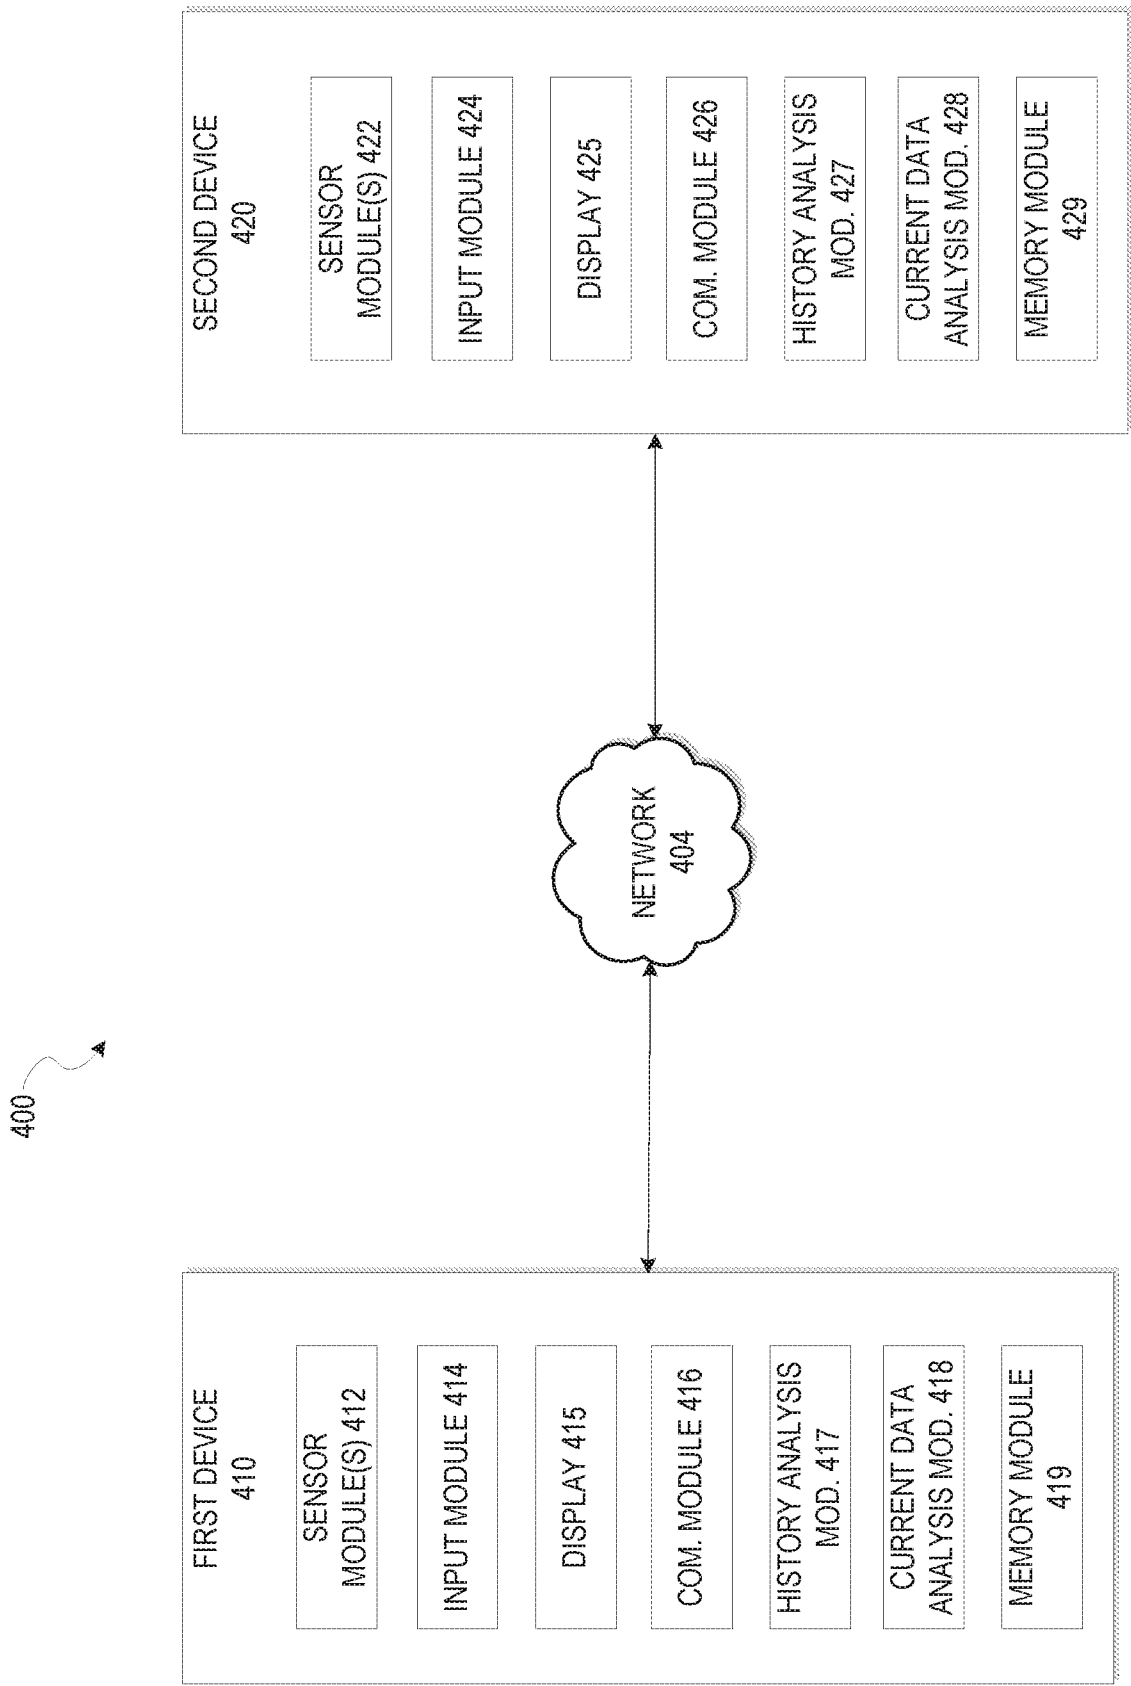 400
FIRST DEVICE
410
SENSOR
MODULE(S) 412
INPUT MODULE 414
DISPLAY 415
COM. MODULE 416
HISTORY ANALYSIS
MOD. 417
CURRENT DATA
ANALYSIS MOD. 418
MEMORY MODULE
419
NETWORK
404
SECOND DEVICE
420
SENSOR
MODULE(S) 422
INPUT MODULE 424
DISPLAY 425
COM. MODULE 426
HISTORY ANALYSIS
MOD. 427
CURRENT DATA
ANALYSIS MOD. 428
MEMORY MODULE
429